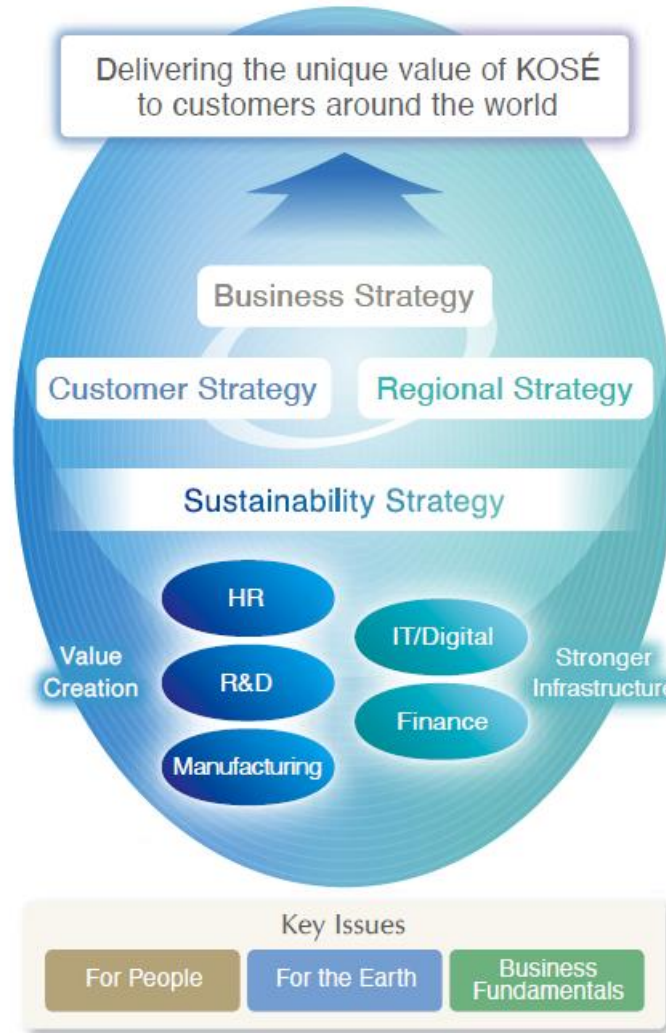 Delivering the unique value of KOSÉ
to customers around the world
Business Strategy
Customer Strategy
Regional Strategy
Sustainability Strategy
Value
Creation
HR
R&D
Manufacturing
IT/Digital
Finance
Stronger
Infrastructure
Key Issues
For People
For the Earth
Business
Fundamentals